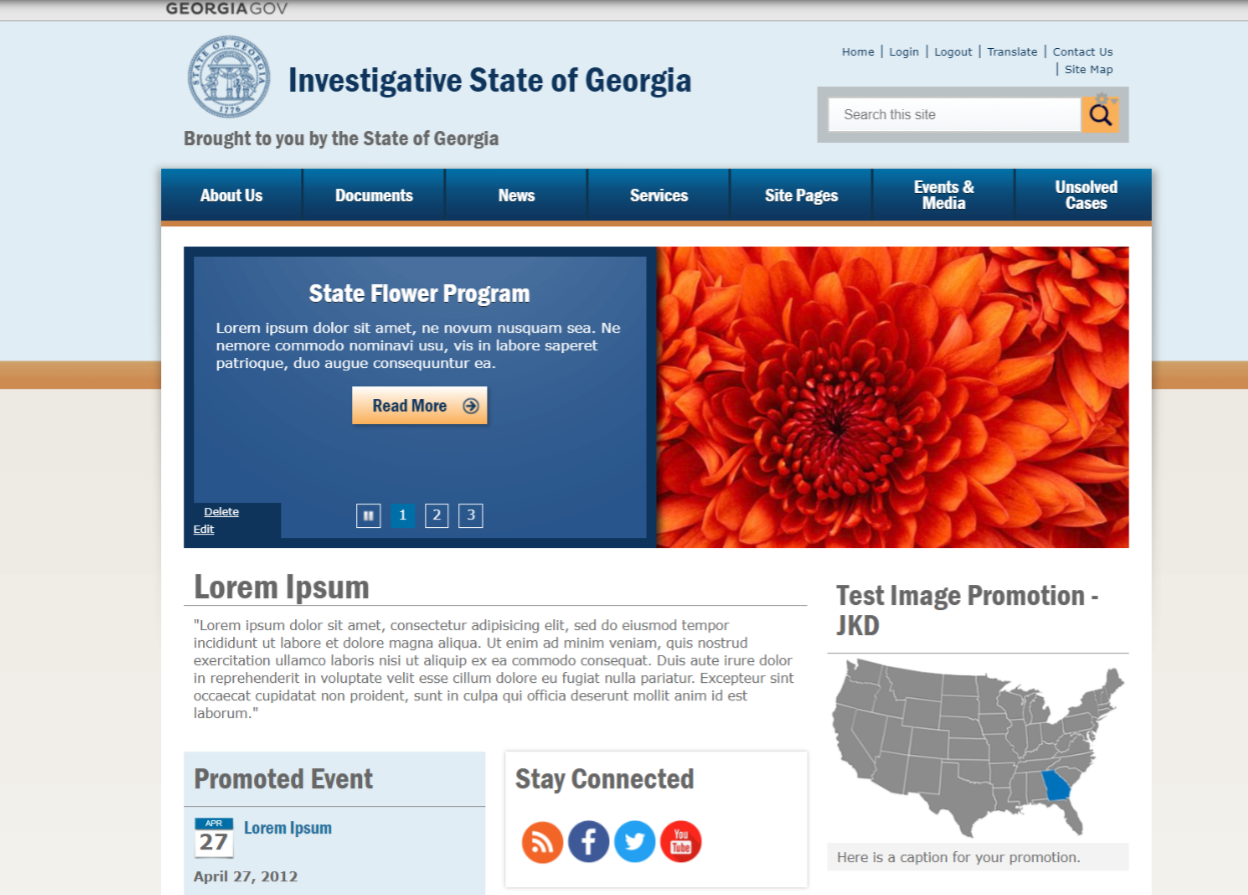 GEORGIAGOV
STATE OF GEORGIA
1776
Investigative State of Georgia
Brought to you by the State of Georgia
Home | Login | Logout | Translate | Contact Us
| Site Map
Search this site
About Us
Documents
News
Services
Site Pages
Events &
Media
Unsolved
Cases
State Flower Program
Lorem ipsum dolor sit amet, ne novum nusquam sea. Ne
nemore commodo nominavi usu, vis in labore saperet
patrioque, duo augue consequuntur ea.
Read More
Delete
Edit
1 2 3
Lorem Ipsum
"Lorem ipsum dolor sit amet, consectetur adipisicing elit, sed do eiusmod tempor
incididunt ut labore et dolore magna aliqua. Ut enim ad minim veniam, quis nostrud
exercitation ullamco laboris nisi ut aliquip ex ea commodo consequat. Duis aute irure dolor
in reprehenderit in voluptate velit esse cillum dolore eu fugiat nulla pariatur. Excepteur sint
occaecat cupidatat non proident, sunt in culpa qui officia deserunt mollit anim id est
laborum."
Test Image Promotion -
JKD
Here is a caption for your promotion.
Promoted Event
APR
27
Lorem Ipsum
April 27, 2012
Stay Connected
f
You
Tube